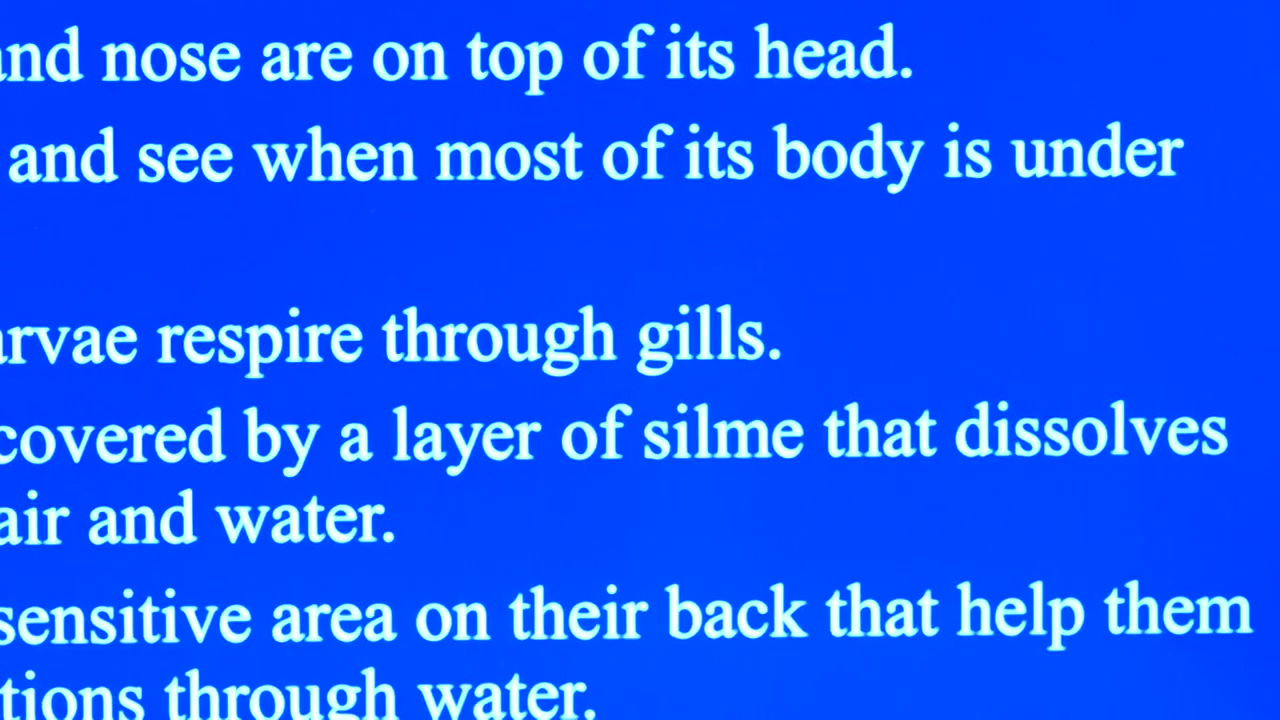 and nose are on top of its head.
and see when most of its body is under
arvae respire through gills.
covered by a layer of silme that dissolves
air and water.
sensitive area on their back that help them
tions through water.